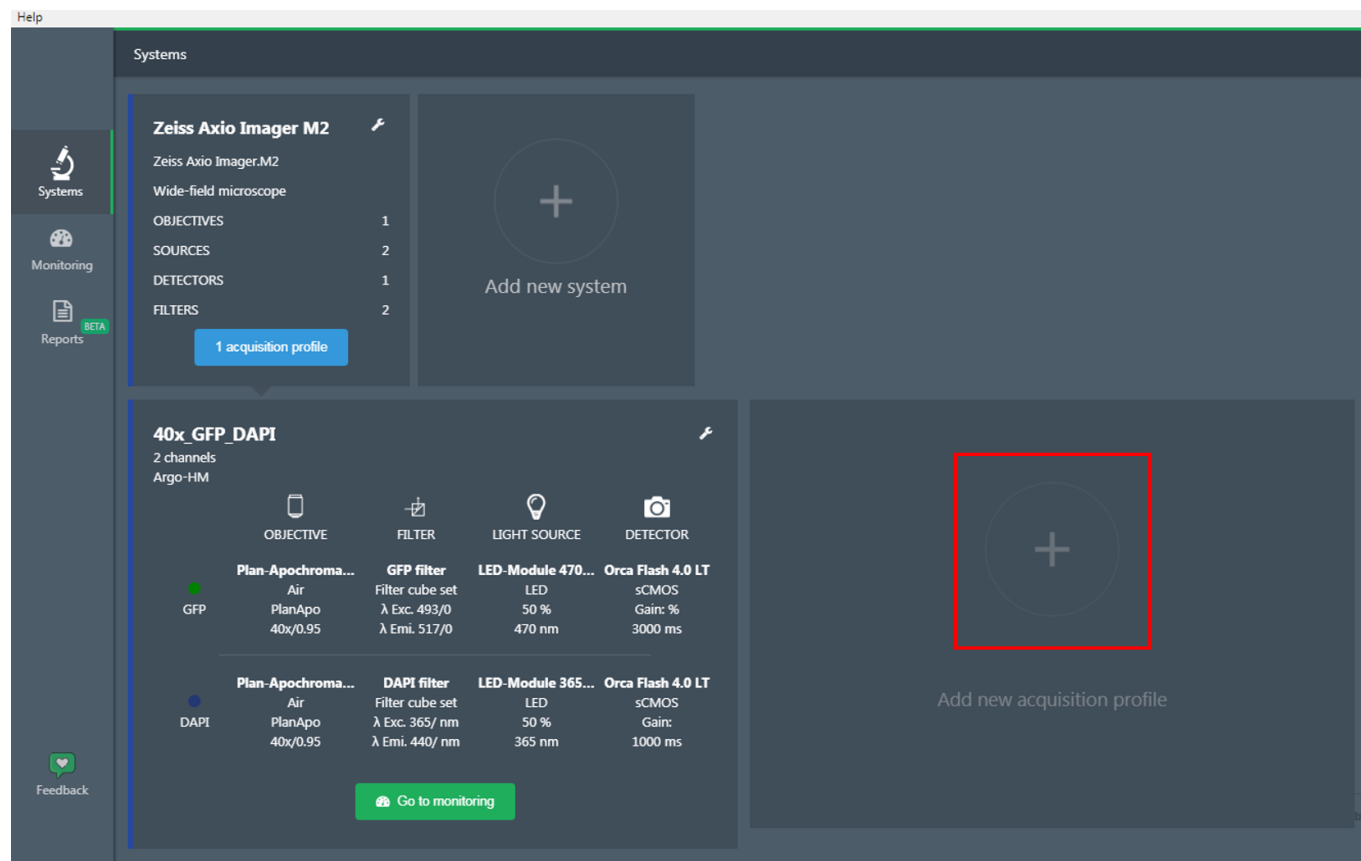 Help
Systems
Zeiss Axio Imager M2
Zeiss Axio Imager.M2
Wide-field microscope
OBJECTIVES 1
SOURCES 2
DETECTORS 1
FILTERS 2
1 acquisition profile
Add new system
Systems
Monitoring
Reports BETA
Feedback
40x_GFP_DAPI
2 channels
Argo-HM
OBJECTIVE FILTER LIGHT SOURCE DETECTOR
Plan-Apochroma... GFP filter LED-Module 470... Orca Flash 4.0 LT
Air Filter cube set LED sCMOS
GFP PlanApo λ Exc. 493/0 50 % Gain: %
40x/0.95 λ Emi. 517/0 470 nm 3000 ms
Plan-Apochroma... DAPI filter LED-Module 365... Orca Flash 4.0 LT
Air Filter cube set LED sCMOS
DAPI PlanApo λ Exc. 365/ nm 50 % Gain:
40x/0.95 λ Emi. 440/ nm 365 nm 1000 ms
Go to monitoring
Add new acquisition profile